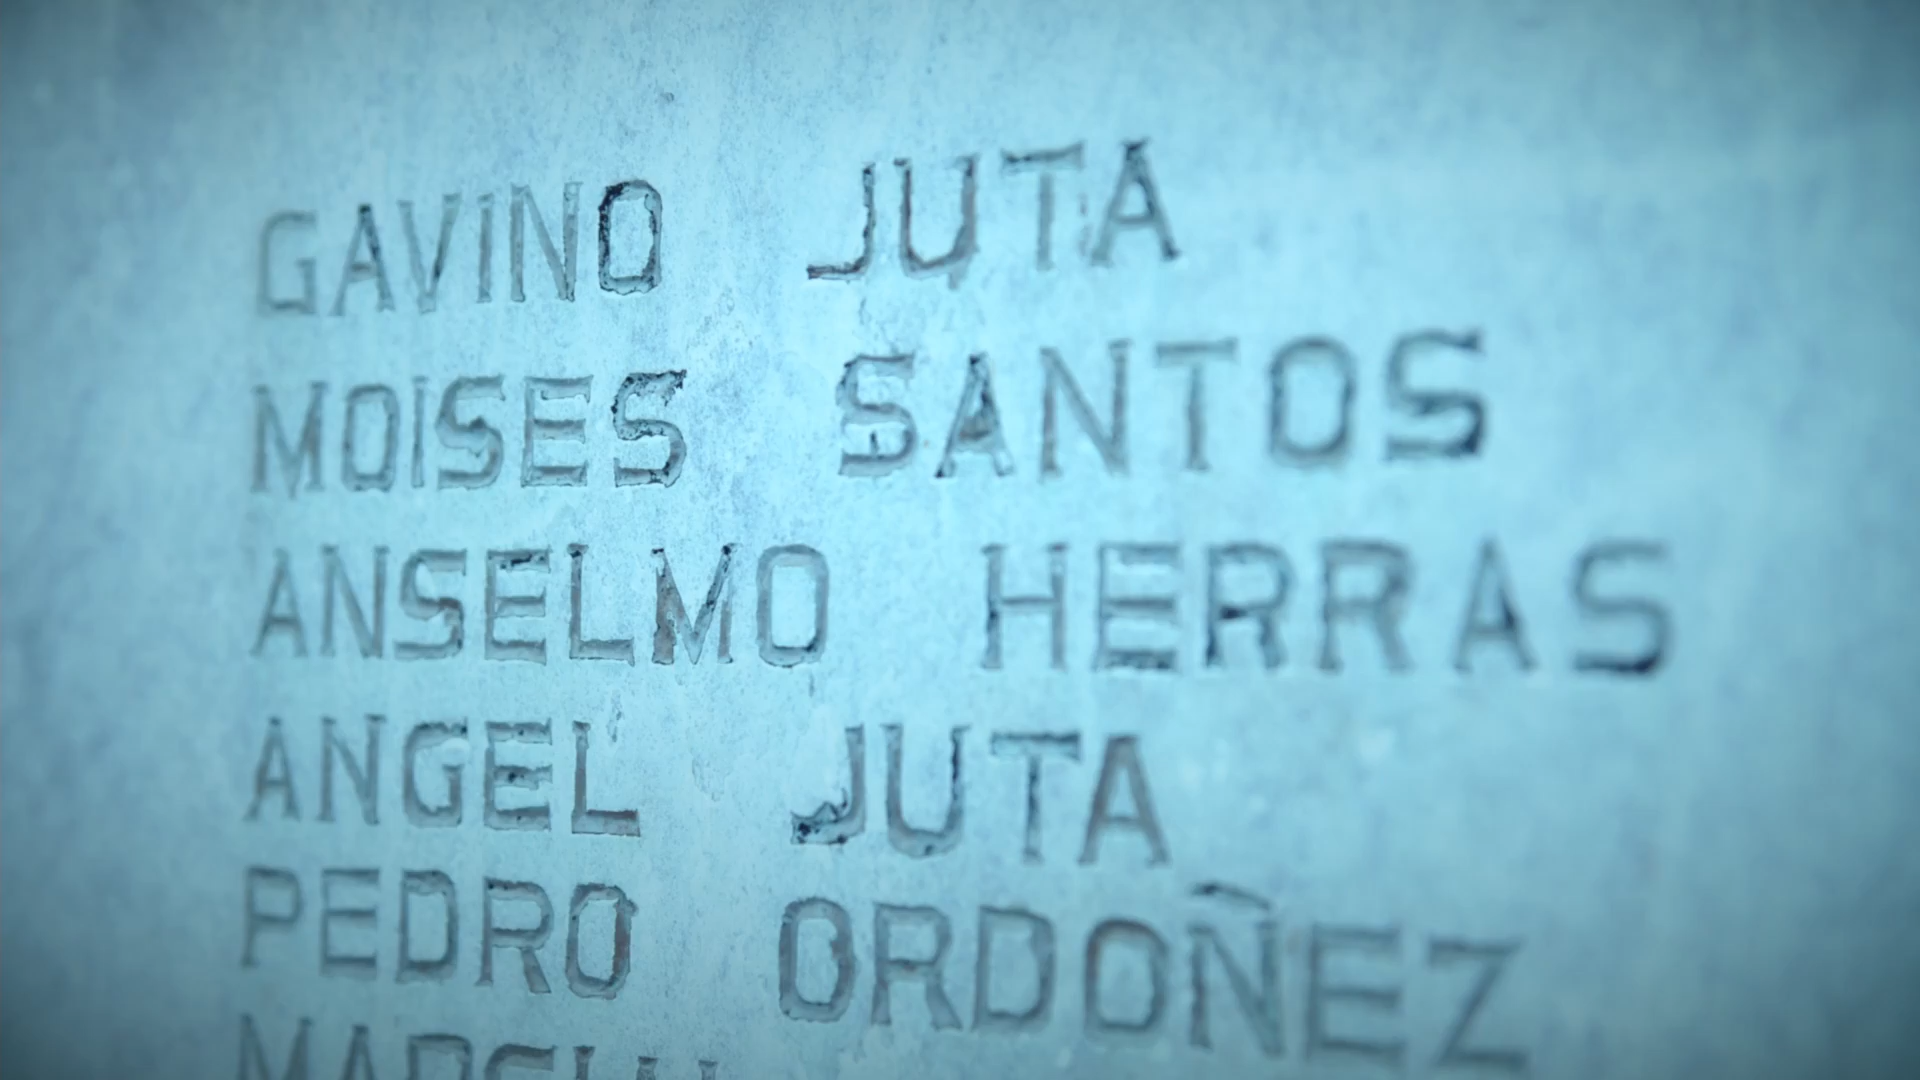 GAVINO JUTA
MOISES SANTOS
ANSELMO HERRAS
ANGEL JUTA
PEDRO ORDOÑEZ